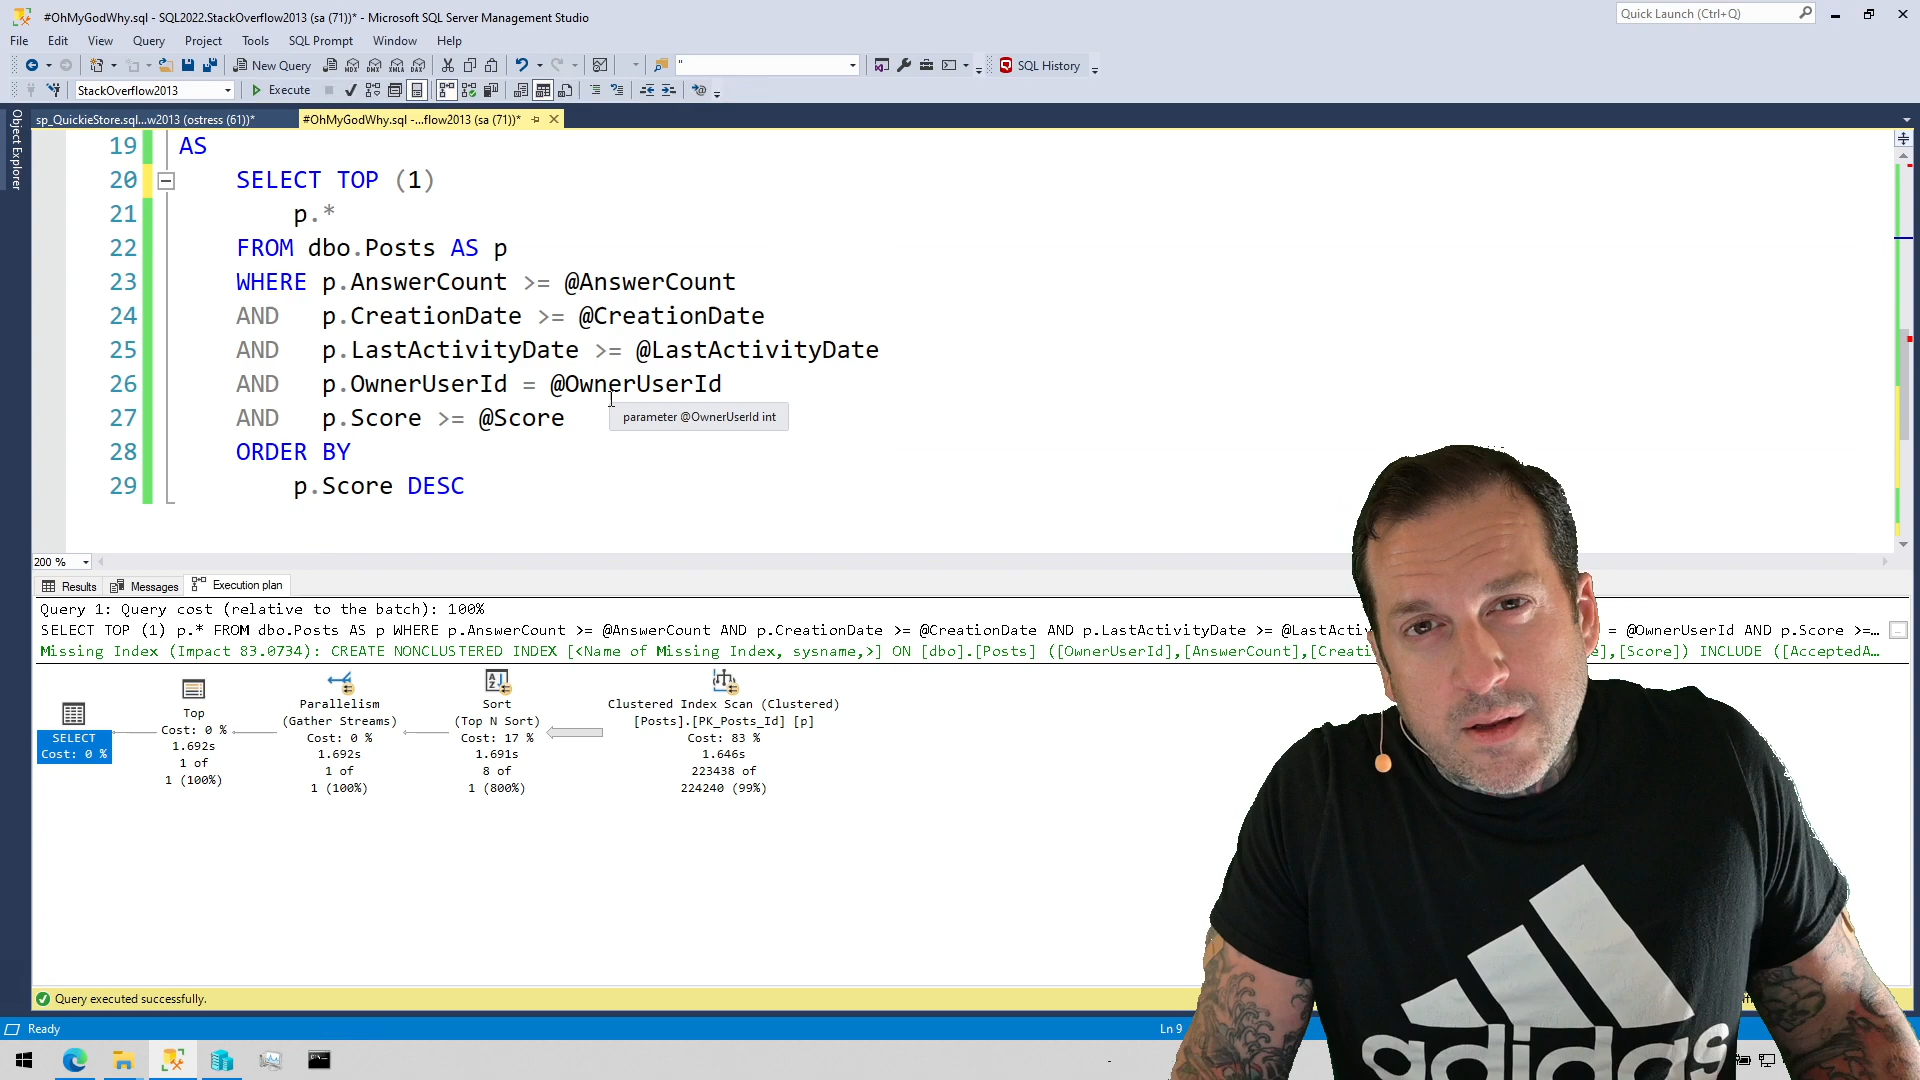 #OhMyGodWhy.sql - SQL2022.StackOverflow2013 (sa (71))* - Microsoft SQL Server Management Studio
Quick Launch (Ctrl+Q)
File Edit View Query Project Tools SQL Prompt Window Help
New Query MDX DMX XMLA DAX " SQL History
StackOverflow2013 Execute
Object Explorer
sp_QuickieStore.sql...w2013 (ostress (61))* #OhMyGodWhy.sql -...flow2013 (sa (71))*
19 AS
20 SELECT TOP (1)
21 p.*
22 FROM dbo.Posts AS p
23 WHERE p.AnswerCount >= @AnswerCount
24 AND p.CreationDate >= @CreationDate
25 AND p.LastActivityDate >= @LastActivityDate
26 AND p.OwnerUserId = @OwnerUserId
27 AND p.Score >= @Score
parameter @OwnerUserId int
28 ORDER BY
29 p.Score DESC
200 %
Results Messages Execution plan
Query 1: Query cost (relative to the batch): 100%
SELECT TOP (1) p.* FROM dbo.Posts AS p WHERE p.AnswerCount >= @AnswerCount AND p.CreationDate >= @CreationDate AND p.LastActivityDate >= @LastActiv = @OwnerUserId AND p.Score >=...
Missing Index (Impact 83.0734): CREATE NONCLUSTERED INDEX [<Name of Missing Index, sysname,>] ON [dbo].[Posts] ([OwnerUserId],[AnswerCount],[Creati e],[Score]) INCLUDE ([AcceptedA...
SELECT
Cost: 0 %
Top
Cost: 0 %
1.692s
1 of
1 (100%)
Parallelism
(Gather Streams)
Cost: 0 %
1.692s
1 of
1 (100%)
Sort
(Top N Sort)
Cost: 17 %
1.691s
8 of
1 (800%)
Clustered Index Scan (Clustered)
[Posts].[PK_Posts_Id] [p]
Cost: 83 %
1.646s
223438 of
224240 (99%)
Query executed successfully.
Ready Ln 9
adidas